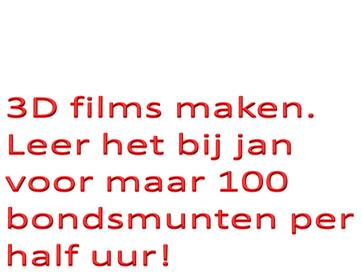 3D films maken.
Leer het bij jan
voor maar 100
bondsmunten per
half uur!